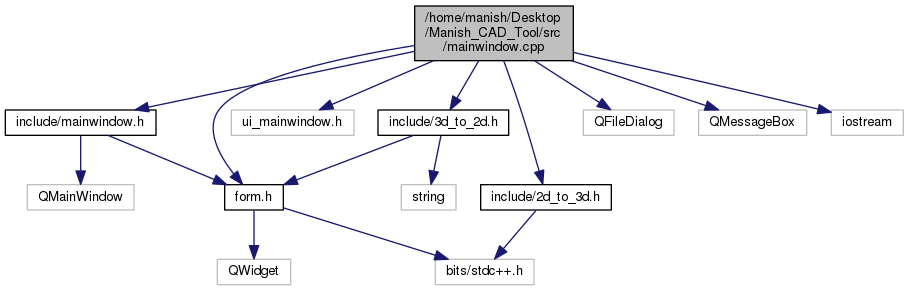 /home/manish/Desktop
/Manish_CAD_Tool/src
/mainwindow.cpp
include/mainwindow.h
ui_mainwindow.h
include/3d_to_2d.h
QFileDialog
QMessageBox
iostream
QMainWindow
form.h
string
include/2d_to_3d.h
QWidget
bits/stdc++.h